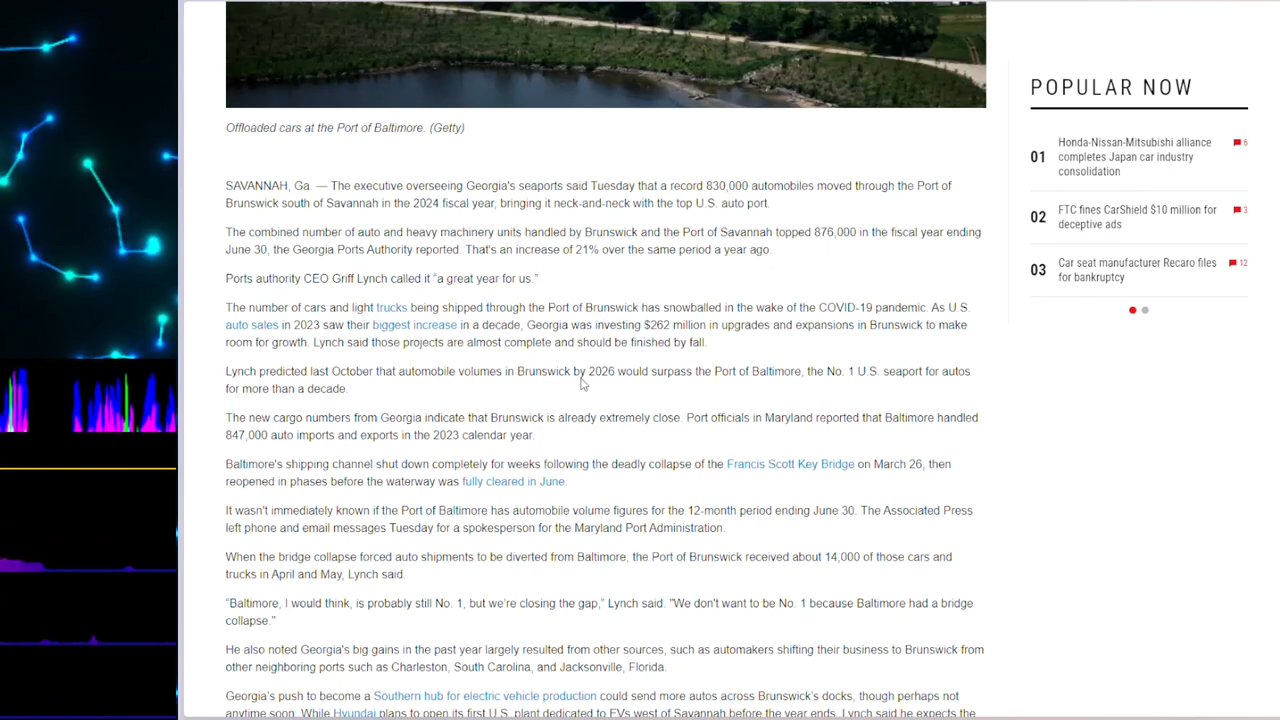 Offloaded cars at the Port of Baltimore. (Getty)
SAVANNAH, Ga. — The executive overseeing Georgia's seaports said Tuesday that a record 830,000 automobiles moved through the Port of
Brunswick south of Savannah in the 2024 fiscal year, bringing it neck-and-neck with the top U.S. auto port.
The combined number of auto and heavy machinery units handled by Brunswick and the Port of Savannah topped 876,000 in the fiscal year ending
June 30, the Georgia Ports Authority reported. That's an increase of 21% over the same period a year ago.
Ports authority CEO Griff Lynch called it “a great year for us.”
The number of cars and light trucks being shipped through the Port of Brunswick has snowballed in the wake of the COVID-19 pandemic. As U.S.
auto sales in 2023 saw their biggest increase in a decade, Georgia was investing $262 million in upgrades and expansions in Brunswick to make
room for growth. Lynch said those projects are almost complete and should be finished by fall.
Lynch predicted last October that automobile volumes in Brunswick by 2026 would surpass the Port of Baltimore, the No. 1 U.S. seaport for autos
for more than a decade.
The new cargo numbers from Georgia indicate that Brunswick is already extremely close. Port officials in Maryland reported that Baltimore handled
847,000 auto imports and exports in the 2023 calendar year.
Baltimore's shipping channel shut down completely for weeks following the deadly collapse of the Francis Scott Key Bridge on March 26, then
reopened in phases before the waterway was fully cleared in June.
It wasn't immediately known if the Port of Baltimore has automobile volume figures for the 12-month period ending June 30. The Associated Press
left phone and email messages Tuesday for a spokesperson for the Maryland Port Administration.
When the bridge collapse forced auto shipments to be diverted from Baltimore, the Port of Brunswick received about 14,000 of those cars and
trucks in April and May, Lynch said.
“Baltimore, I would think, is probably still No. 1, but we’re closing the gap,” Lynch said. "We don't want to be No. 1 because Baltimore had a bridge
collapse."
He also noted Georgia's big gains in the past year largely resulted from other sources, such as automakers shifting their business to Brunswick from
other neighboring ports such as Charleston, South Carolina, and Jacksonville, Florida.
Georgia’s push to become a Southern hub for electric vehicle production could send more autos across Brunswick’s docks, though perhaps not
anytime soon. While Hyundai plans to open its first U.S. plant dedicated to EVs west of Savannah before the year ends, Lynch said he expects the
POPULAR NOW
01
Honda-Nissan-Mitsubishi alliance
completes Japan car industry
consolidation
6
02
FTC fines CarShield $10 million for
deceptive ads
3
03
Car seat manufacturer Recaro files
for bankruptcy
12